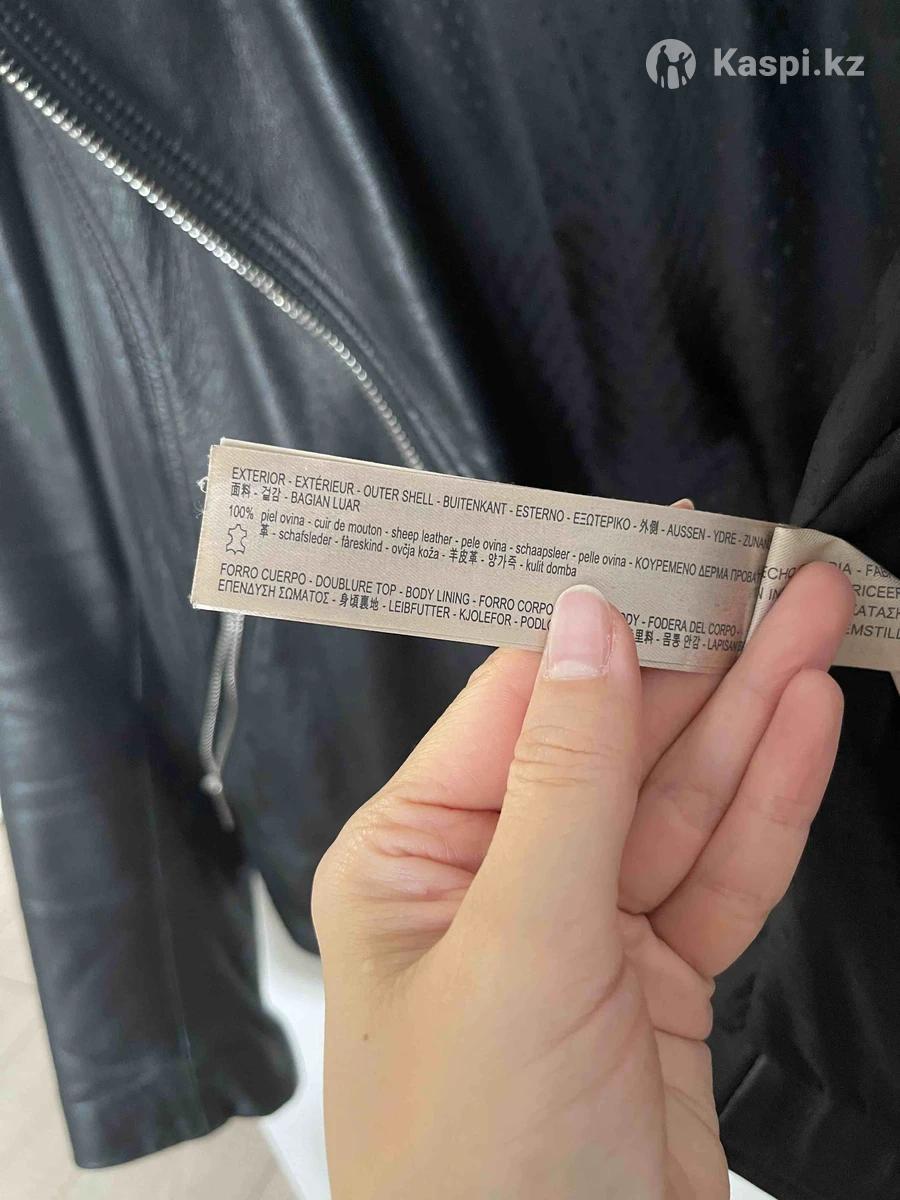 Kaspi.kz
EXTERIOR - EXTÉRIEUR - OUTER SHELL - BUITENKANT - ESTERNO - ΕΞΩΤΕΡΙΚΟ - 外側 - AUSSEN - YDRE - ZUNAN
面料 - 겉감 - BAGIAN LUAR
100% piel ovina - cuir de mouton - sheep leather - pele ovina - schaapsleer - pelle ovina - ΚΟΥΡΕΜΕΝΟ ΔΕΡΜΑ ΠΡΟΒΑ
革 - schafsleder - fåreskind - ovčja koža - 羊皮革 - 양가죽 - kulit domba
FORRO CUERPO - DOUBLURE TOP - BODY LINING - FORRO CORPO ODY - FODERA DEL CORPO -
ΕΠΕΝΔΥΣΗ ΣΩΜΑΤΟΣ - 身頃裏地 - LEIBFUTTER - KJOLEFOR - PODLO 里料 - 몸통 안감 - LAPISAN